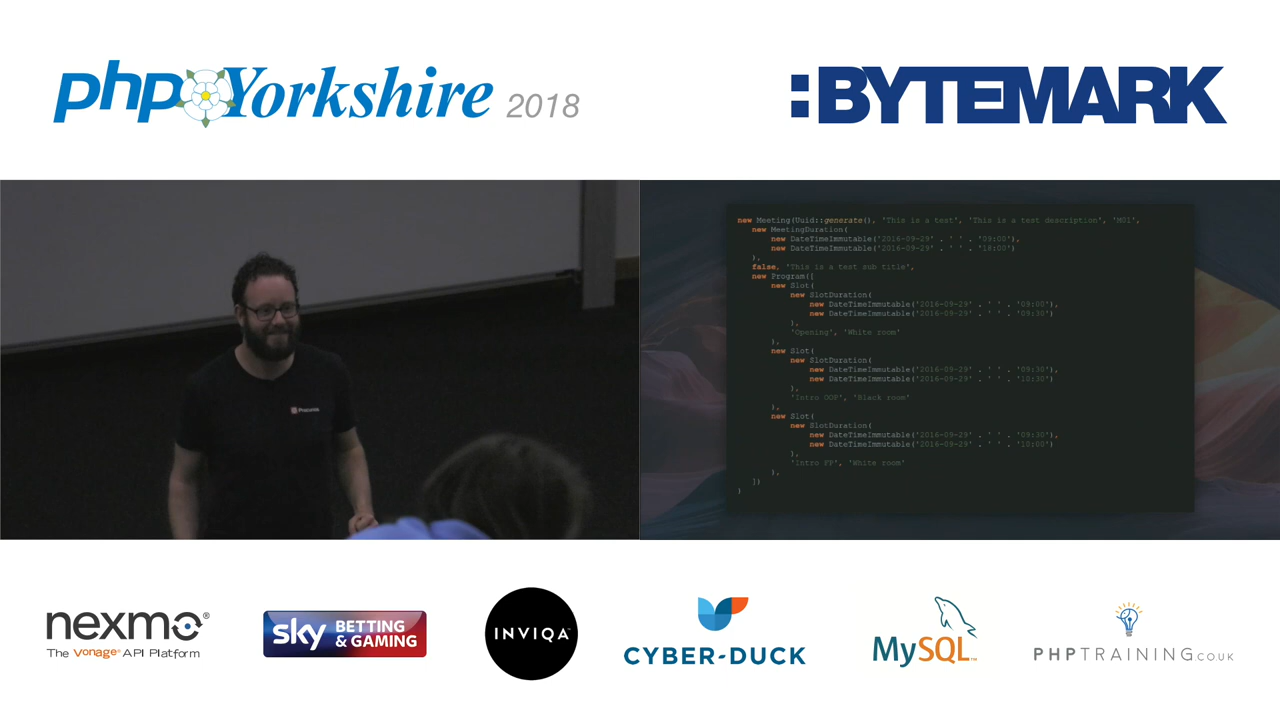 php Yorkshire 2018
:BYTEMARK
new Meeting(Uuid::generate(), 'This is a test', 'This is a test description', 'M01',
new MeetingDuration(
new DateTimeImmutable('2016-09-29' . ' ' . '09:00'),
new DateTimeImmutable('2016-09-29' . ' ' . '18:00')
),
false, 'This is a test sub title',
new Program([
new Slot(
new SlotDuration(
new DateTimeImmutable('2016-09-29' . ' ' . '09:00'),
new DateTimeImmutable('2016-09-29' . ' ' . '09:30')
),
'Opening', 'White room'
),
new Slot(
new SlotDuration(
new DateTimeImmutable('2016-09-29' . ' ' . '09:30'),
new DateTimeImmutable('2016-09-29' . ' ' . '10:30')
),
'Intro OOP', 'Black room'
),
new Slot(
new SlotDuration(
new DateTimeImmutable('2016-09-29' . ' ' . '09:30'),
new DateTimeImmutable('2016-09-29' . ' ' . '10:00')
),
'Intro FP', 'White room'
),
])
)
nexmo®
The Vonage® API Platform
sky BETTING
& GAMING
INVIQA™
CYBER-DUCK
MySQL™
PHPTRAINING.CO.UK